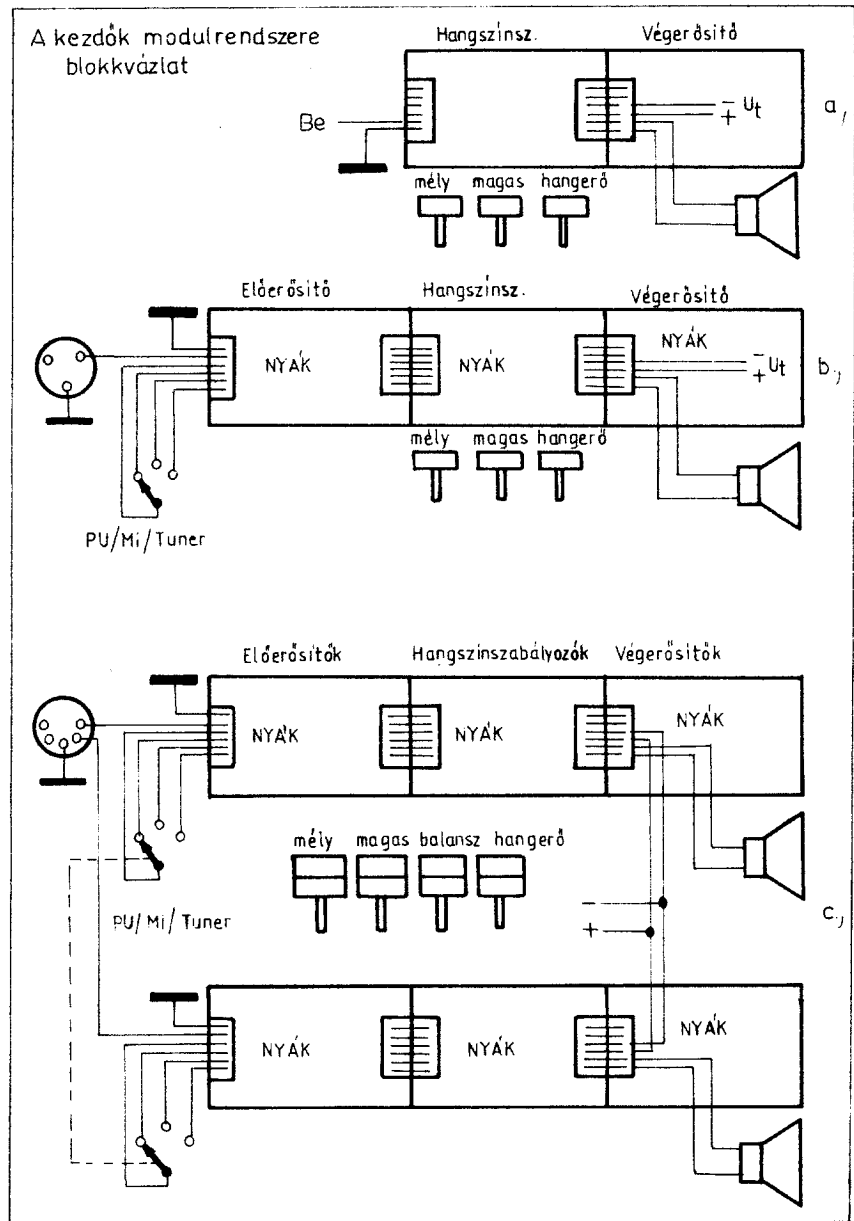 A kezdők modulrendszere
blokkvázlat
Hangszínsz.
Végerősítő
Be
− Ut
+
a,
mély magas hangerő
Előerősítő
Hangszínsz.
Végerősítő
NYÁK
NYÁK
NYÁK
− Ut
+
b,
mély magas hangerő
PU/Mi/Tuner
Előerősítők
Hangszínszabályozók
Végerősítők
NYÁK
NYÁK
NYÁK
mély magas balansz hangerő
PU/Mi/Tuner
−
+
c,
NYÁK
NYÁK
NYÁK